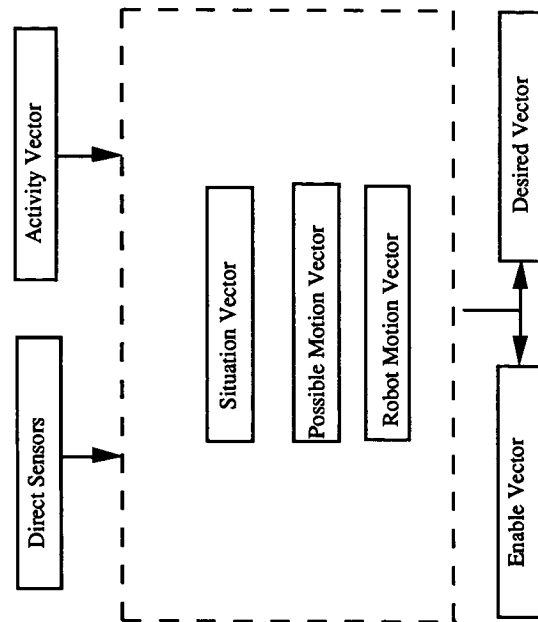 Direct Sensors
Activity Vector
Situation Vector
Possible Motion Vector
Robot Motion Vector
Enable Vector
Desired Vector